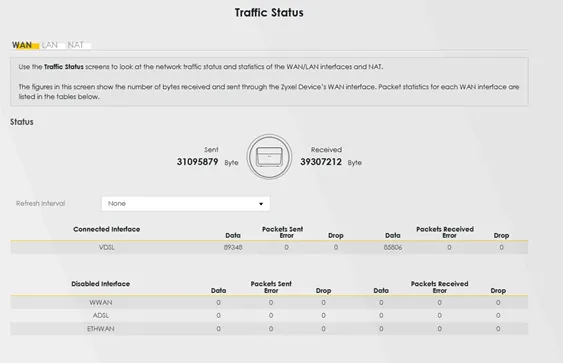 Traffic Status
WAN LAN NAT
Use the Traffic Status screens to look at the network traffic status and statistics of the WAN/LAN interfaces and NAT.
The figures in this screen show the number of bytes received and sent through the Zyxel Device's WAN interface. Packet statistics for each WAN interface are
listed in the tables below.
Status
Sent Received
31095879 Byte 39307212 Byte
Refresh Interval None
Connected Interface Packets Sent Packets Received
Data Error Drop Data Error Drop
VDSL 89348 0 0 85806 0 0
Disabled Interface Packets Sent Packets Received
Data Error Drop Data Error Drop
WWAN 0 0 0 0 0 0
ADSL 0 0 0 0 0 0
ETHWAN 0 0 0 0 0 0